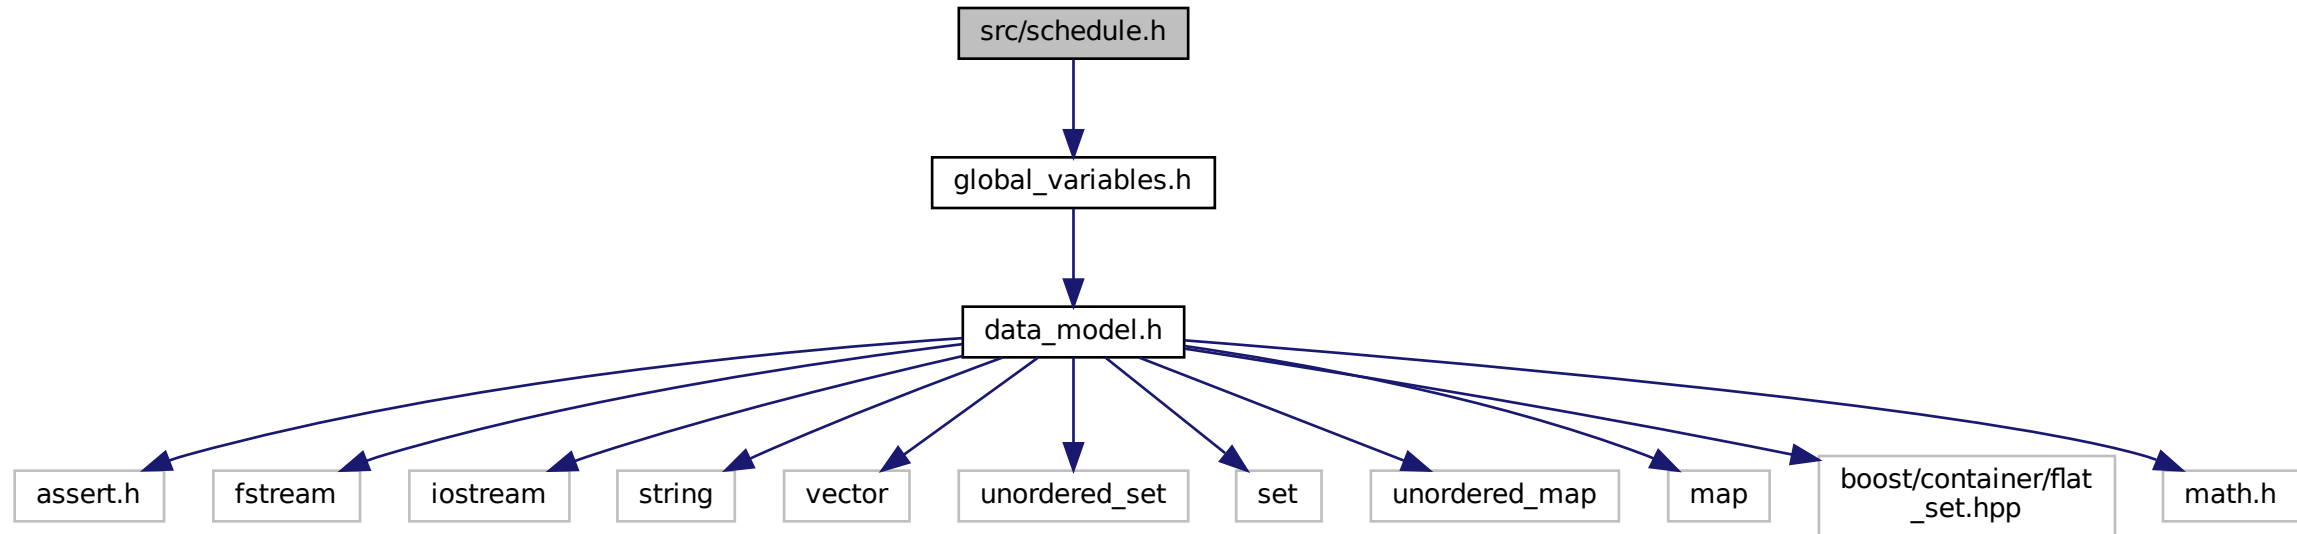 src/schedule.h
global_variables.h
data_model.h
assert.h
fstream
iostream
string
vector
unordered_set
set
unordered_map
map
boost/container/flat
_set.hpp
math.h